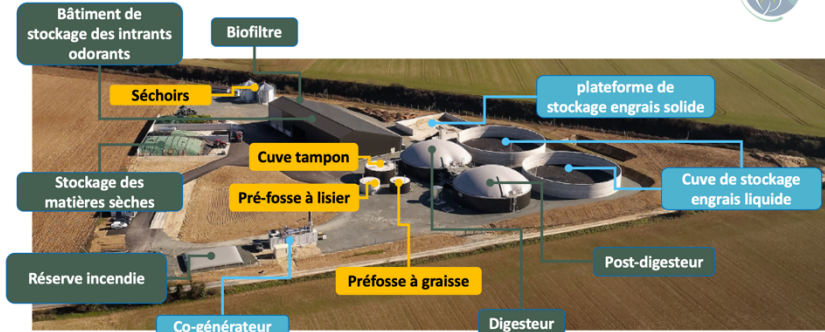 Bâtiment de
stockage des intrants
odorants
Biofiltre
Séchoirs
plateforme de
stockage engrais solide
Cuve tampon
Stockage des
matières sèches
Pré-fosse à lisier
Cuve de stockage
engrais liquide
Réserve incendie
Préfosse à graisse
Post-digesteur
Co-générateur
Digesteur